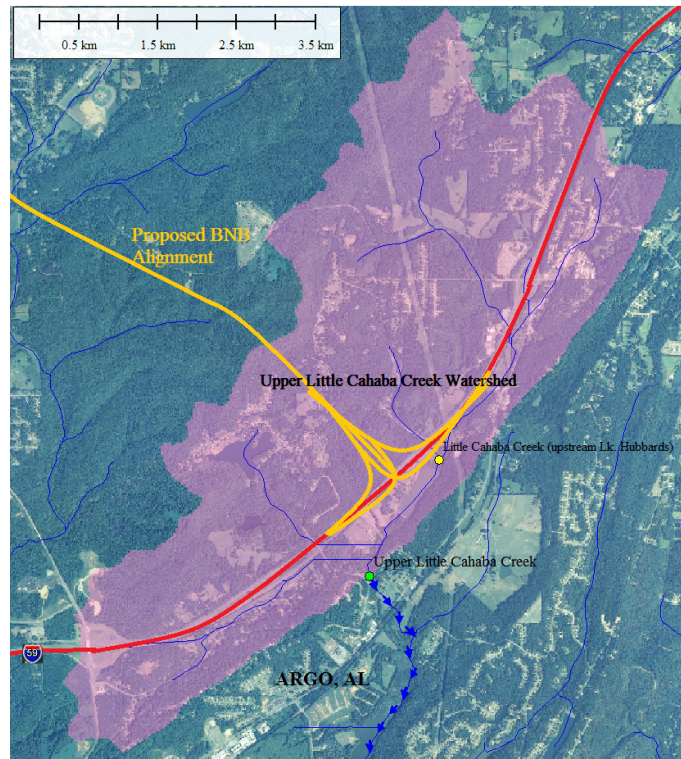 0.5 km 1.5 km 2.5 km 3.5 km
Proposed BNB
Alignment
Upper Little Cahaba Creek Watershed
Little Cahaba Creek (upstream Lk. Hubbards)
Upper Little Cahaba Creek
59
ARGO, AL